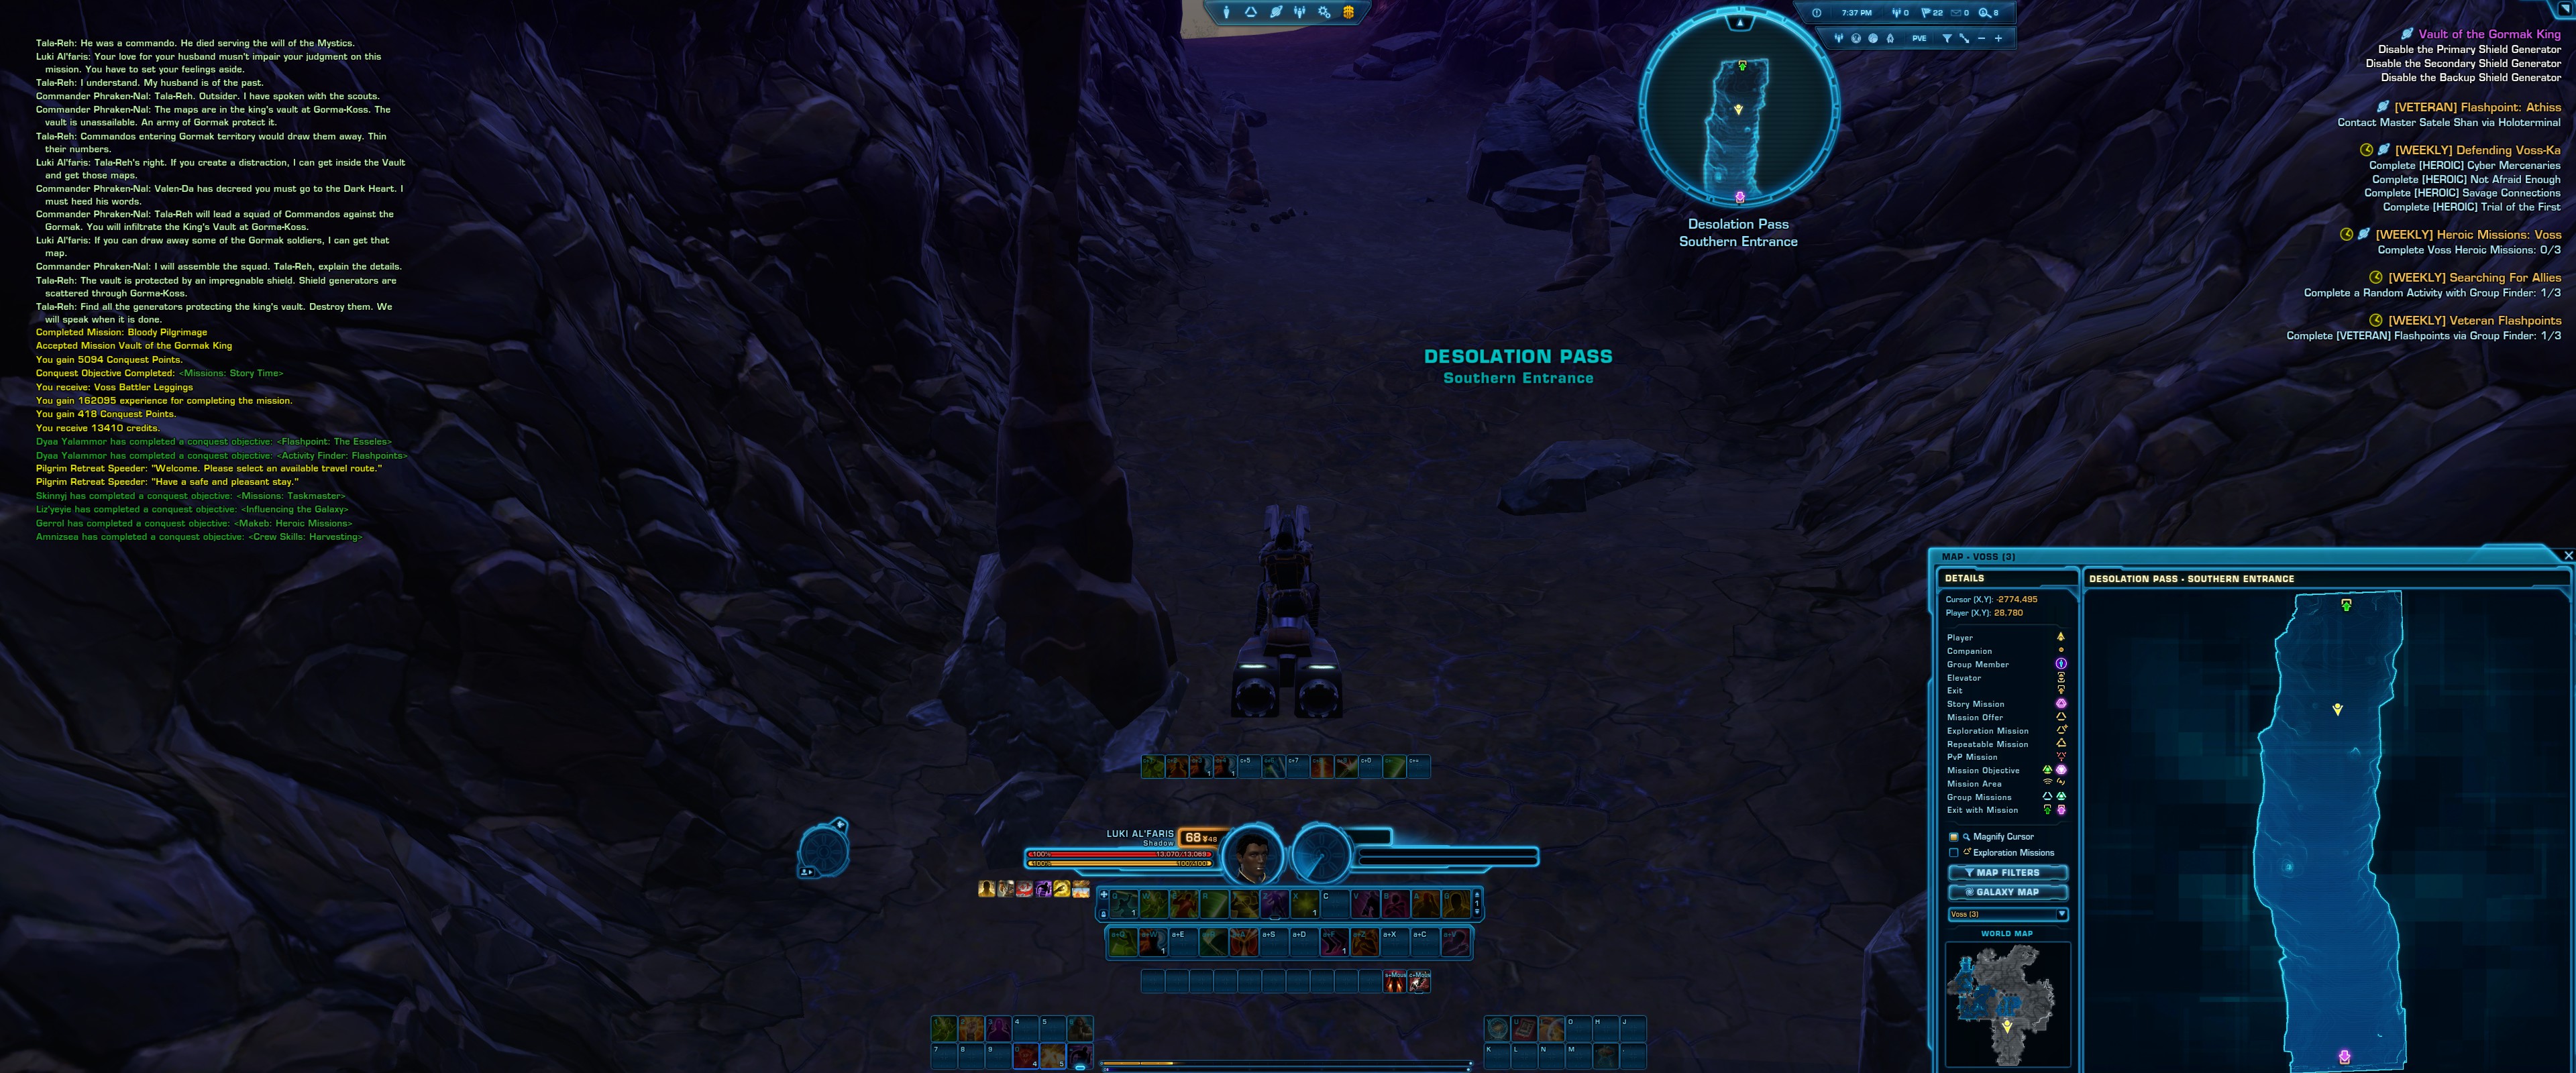 Tala-Reh: He was a commando. He died serving the will of the Mystics.
Luki Al'faris: Your love for your husband musn't impair your judgment on this
mission. You have to set your feelings aside.
Tala-Reh: I understand. My husband is of the past.
Commander Phraken-Nal: Tala-Reh. Outsider. I have spoken with the scouts.
Commander Phraken-Nal: The maps are in the king's vault at Gorma-Koss. The
vault is unassailable. An army of Gormak protect it.
Tala-Reh: Commandos entering Gormak territory would draw them away. Thin
their numbers.
Luki Al'faris: Tala-Reh's right. If you create a distraction, I can get inside the Vault
and get those maps.
Commander Phraken-Nal: Valen-Da has decreed you must go to the Dark Heart. I
must heed his words.
Commander Phraken-Nal: Tala-Reh will lead a squad of Commandos against the
Gormak. You will infiltrate the King's Vault at Gorma-Koss.
Luki Al'faris: If you can draw away some of the Gormak soldiers, I can get that
map.
Commander Phraken-Nal: I will assemble the squad. Tala-Reh, explain the details.
Tala-Reh: The vault is protected by an impregnable shield. Shield generators are
scattered through Gorma-Koss.
Tala-Reh: Find all the generators protecting the king's vault. Destroy them. We
will speak when it is done.
Completed Mission: Bloody Pilgrimage
Accepted Mission Vault of the Gormak King
You gain 5094 Conquest Points.
Conquest Objective Completed: <Missions: Story Time>
You receive: Voss Battler Leggings
You gain 162095 experience for completing the mission.
You gain 418 Conquest Points.
You receive 13410 credits.
Dyaa Yalammor has completed a conquest objective: <Flashpoint: The Esseles>
Dyaa Yalammor has completed a conquest objective: <Activity Finder: Flashpoints>
Pilgrim Retreat Speeder: "Welcome. Please select an available travel route."
Pilgrim Retreat Speeder: "Have a safe and pleasant stay."
Skinnyj has completed a conquest objective: <Missions: Taskmaster>
Liz'yeyie has completed a conquest objective: <Influencing the Galaxy>
Gerrol has completed a conquest objective: <Makeb: Heroic Missions>
Amnizsea has completed a conquest objective: <Crew Skills: Harvesting>
7:37 PM 0 22 0 8
PVE
Desolation Pass
Southern Entrance
DESOLATION PASS
Southern Entrance
Vault of the Gormak King
Disable the Primary Shield Generator
Disable the Secondary Shield Generator
Disable the Backup Shield Generator
[VETERAN] Flashpoint: Athiss
Contact Master Satele Shan via Holoterminal
[WEEKLY] Defending Voss-Ka
Complete [HEROIC] Cyber Mercenaries
Complete [HEROIC] Not Afraid Enough
Complete [HEROIC] Savage Connections
Complete [HEROIC] Trial of the First
[WEEKLY] Heroic Missions: Voss
Complete Voss Heroic Missions: 0/3
[WEEKLY] Searching For Allies
Complete a Random Activity with Group Finder: 1/3
[WEEKLY] Veteran Flashpoints
Complete [VETERAN] Flashpoints via Group Finder: 1/3
MAP - VOSS (3)
DETAILS
DESOLATION PASS - SOUTHERN ENTRANCE
Cursor (X,Y): -2774,495
Player (X,Y): 28,780
Player
Companion
Group Member
Elevator
Exit
Story Mission
Mission Offer
Exploration Mission
Repeatable Mission
PvP Mission
Mission Objective
Mission Area
Group Missions
Exit with Mission
Magnify Cursor
Exploration Missions
MAP FILTERS
GALAXY MAP
Voss (3)
WORLD MAP
c+5 c+7 c+0
LUKI AL'FARIS
Shadow
68 48
100% 13,070/13,069
100% 100/100
C V
1
a+E a+S a+D a+X a+C
4 5
7 8 9
4 5
O H J
K L N M